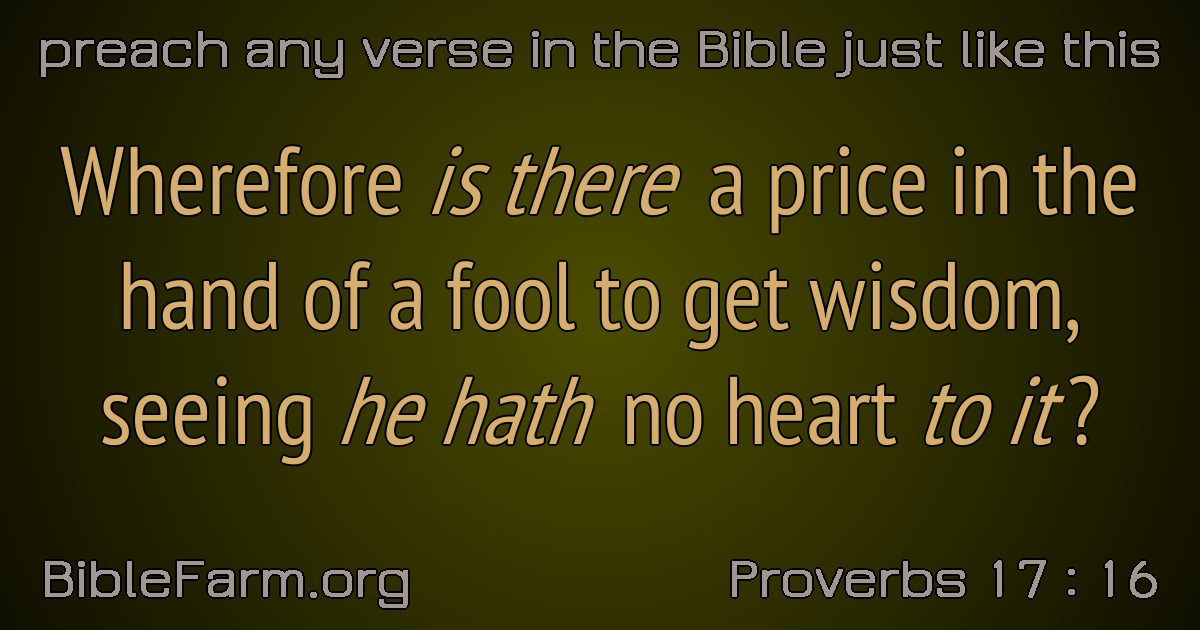 preach any verse in the Bible just like this
Wherefore is there a price in the
hand of a fool to get wisdom,
seeing he hath no heart to it?
BibleFarm.org
Proverbs 17 : 16